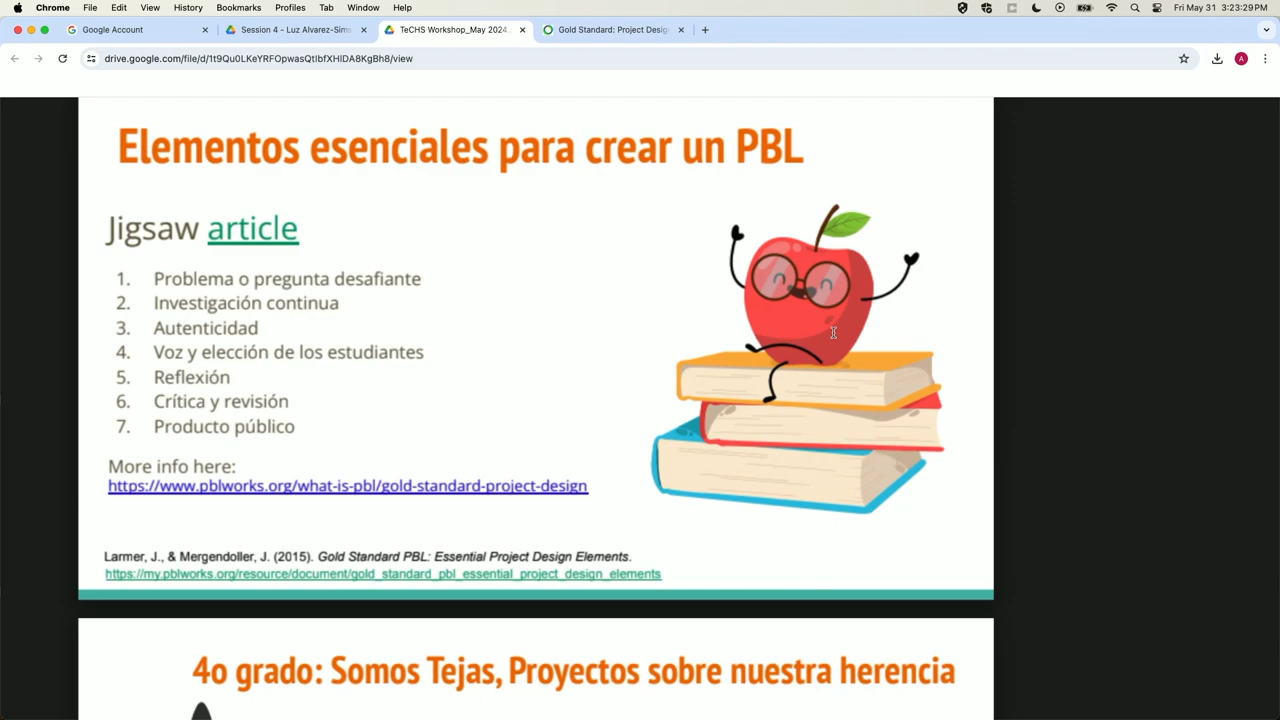 Chrome File Edit View History Bookmarks Profiles Tab Window Help Fri May 31 3:23:29 PM
Google Account Session 4 - Luz Alvarez-Sims TeCHS Workshop_May 2024 Gold Standard: Project Desig
drive.google.com/file/d/1t9Qu0LKeYRFOpwasQtIbfXHIDA8KgBh8/view A
Elementos esenciales para crear un PBL
Jigsaw article
1. Problema o pregunta desafiante
2. Investigación continua
3. Autenticidad
4. Voz y elección de los estudiantes
5. Reflexión
6. Crítica y revisión
7. Producto público
More info here:
https://www.pblworks.org/what-is-pbl/gold-standard-project-design
Larmer, J., & Mergendoller, J. (2015). Gold Standard PBL: Essential Project Design Elements.
https://my.pblworks.org/resource/document/gold_standard_pbl_essential_project_design_elements
4o grado: Somos Tejas, Proyectos sobre nuestra herencia